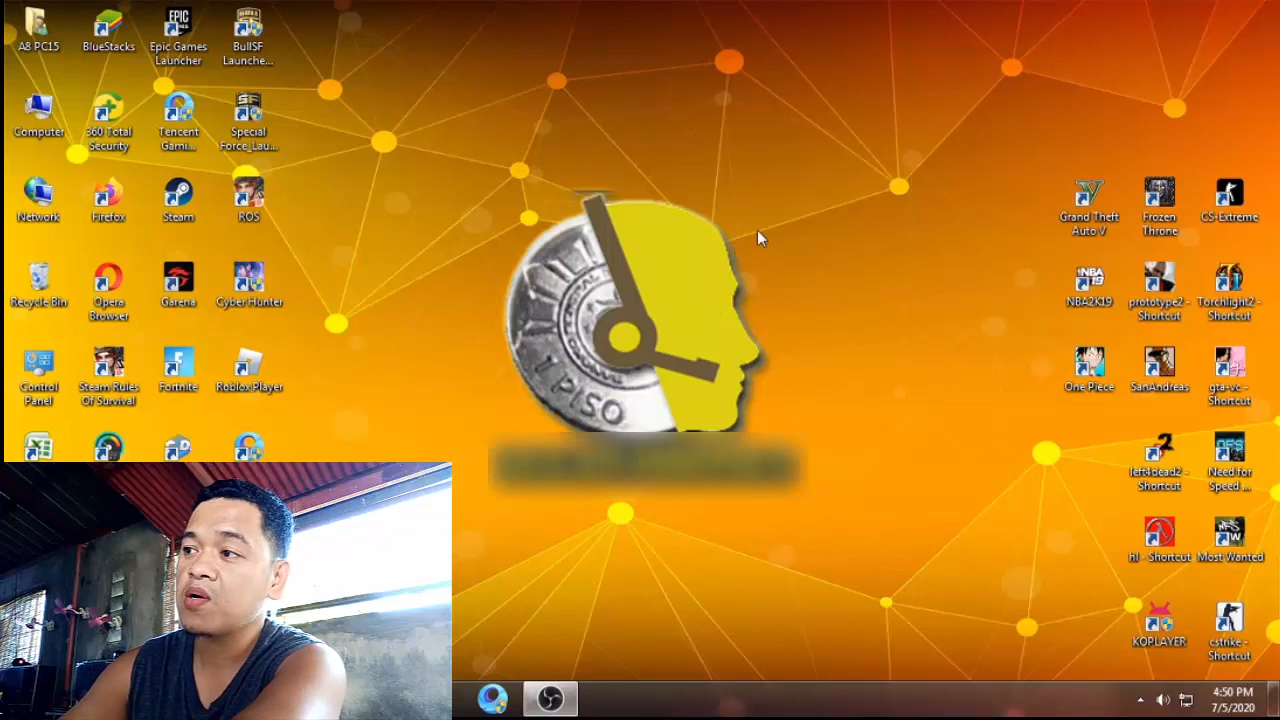 A8 PC15
BlueStacks
Epic Games
Launcher
BullSF
Launche...
Computer
360 Total
Security
Tencent
Gami...
Special
Force_Lau...
Network
Firefox
Steam
ROS
Recycle Bin
Opera
Browser
Garena
Cyber Hunter
Control
Panel
Steam Rules
Of Survival
Fortnite
Roblox Player
1 PISO
Grand Theft
Auto V
Frozen
Throne
CS-Extreme
NBA2K19
prototype2 -
Shortcut
Torchlight2 -
Shortcut
One Piece
SanAndreas
gta-vc -
Shortcut
left4dead2 -
Shortcut
Need for
Speed ...
RI - Shortcut
Most Wanted
KOPLAYER
cstrike -
Shortcut
4:50 PM
7/5/2020